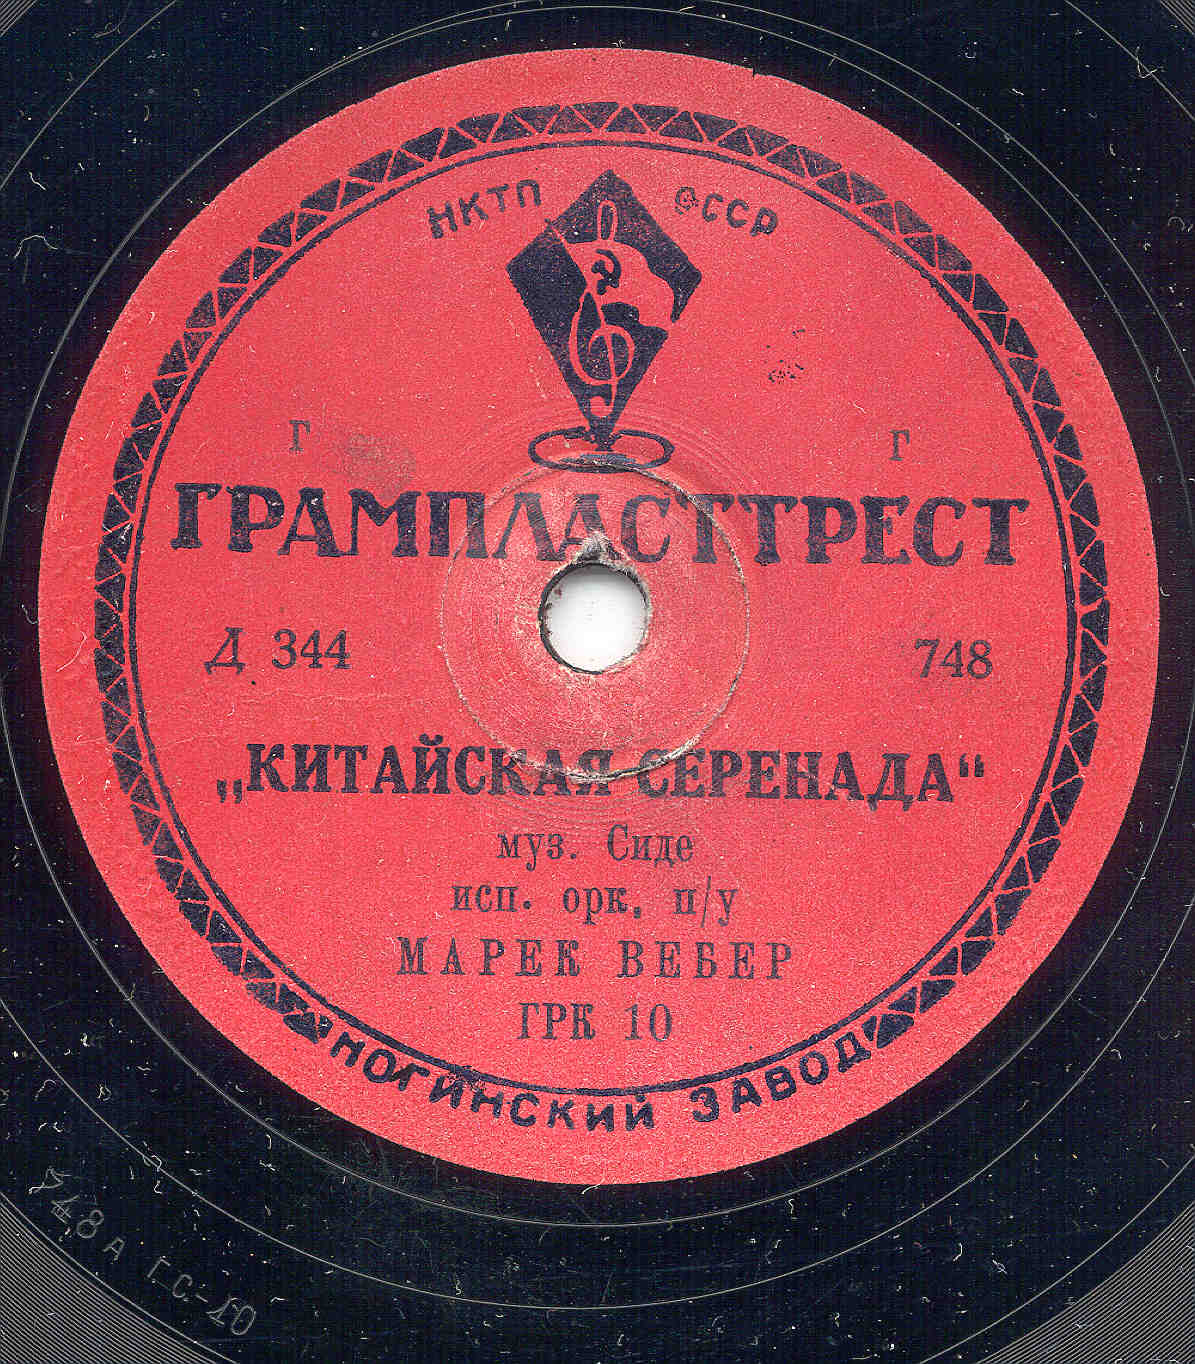 НКТП СССР
Г Г
ГРАМПЛАСТТРЕСТ
Д 344 748
„КИТАЙСКАЯ СЕРЕНАДА“
муз. Сиде
исп. орк. п/у
МАРЕК ВЕБЕР
ГРК 10
НОГИНСКИЙ ЗАВОД
748 А ГС-10